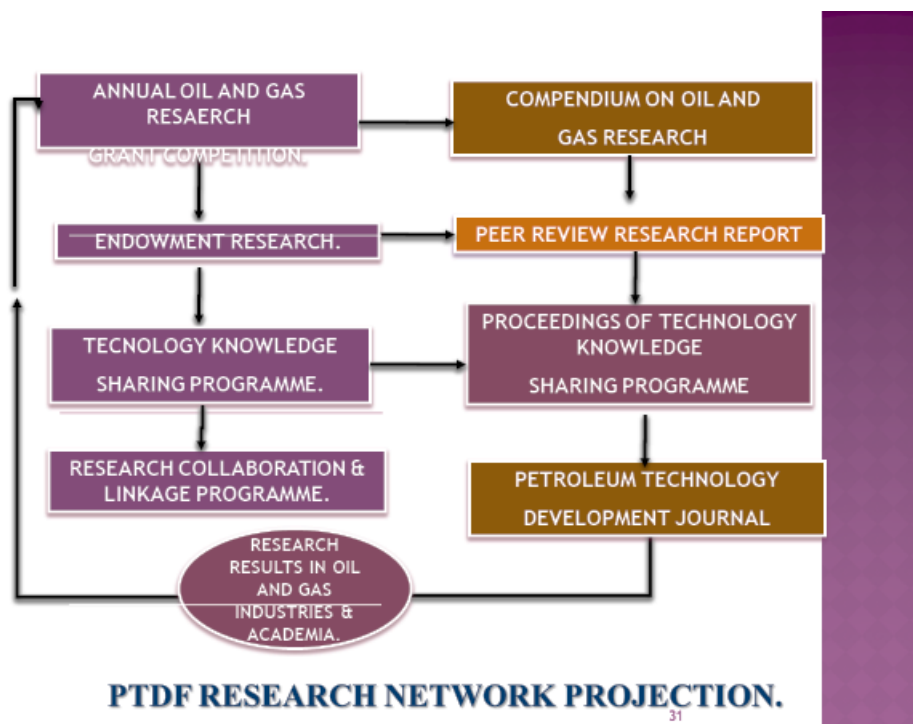 ANNUAL OIL AND GAS
RESAERCH
GRANT COMPETITION.
COMPENDIUM ON OIL AND
GAS RESEARCH
ENDOWMENT RESEARCH.
PEER REVIEW RESEARCH REPORT
TECNOLOGY KNOWLEDGE
SHARING PROGRAMME.
PROCEEDINGS OF TECHNOLOGY
KNOWLEDGE
SHARING PROGRAMME
RESEARCH COLLABORATION &
LINKAGE PROGRAMME.
PETROLEUM TECHNOLOGY
DEVELOPMENT JOURNAL
RESEARCH
RESULTS IN OIL
AND GAS
INDUSTRIES &
ACADEMIA.
PTDF RESEARCH NETWORK PROJECTION.
31